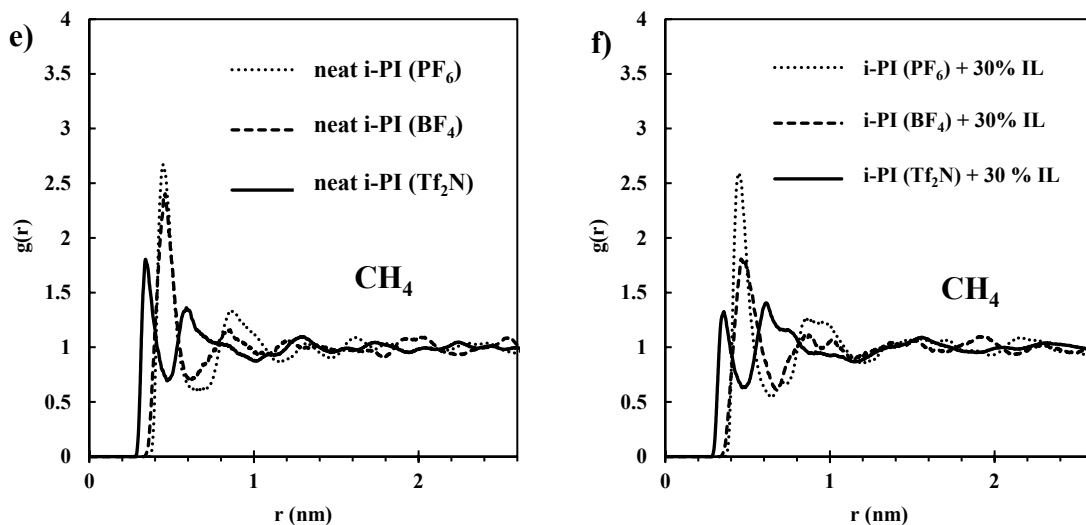 e)
4
3.5
3
2.5
2
1.5
1
0.5
0
g(r)
neat i-PI (PF6)
neat i-PI (BF4)
neat i-PI (Tf2N)
CH4
0
1
2
r (nm)
f)
4
3.5
3
2.5
2
1.5
1
0.5
0
g(r)
i-PI (PF6) + 30% IL
i-PI (BF4) + 30% IL
i-PI (Tf2N) + 30 % IL
CH4
0
1
2
r (nm)